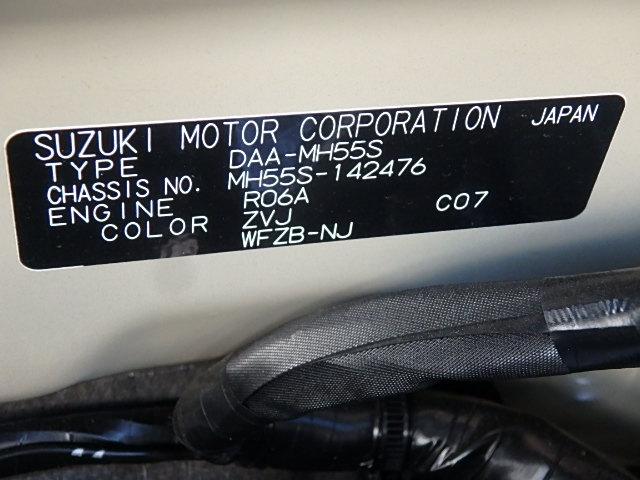 SUZUKI MOTOR CORPORATION JAPAN
TYPE DAA-MH55S
CHASSIS NO. MH55S-142476
ENGINE R06A C07
COLOR ZVJ
WFZB-NJ